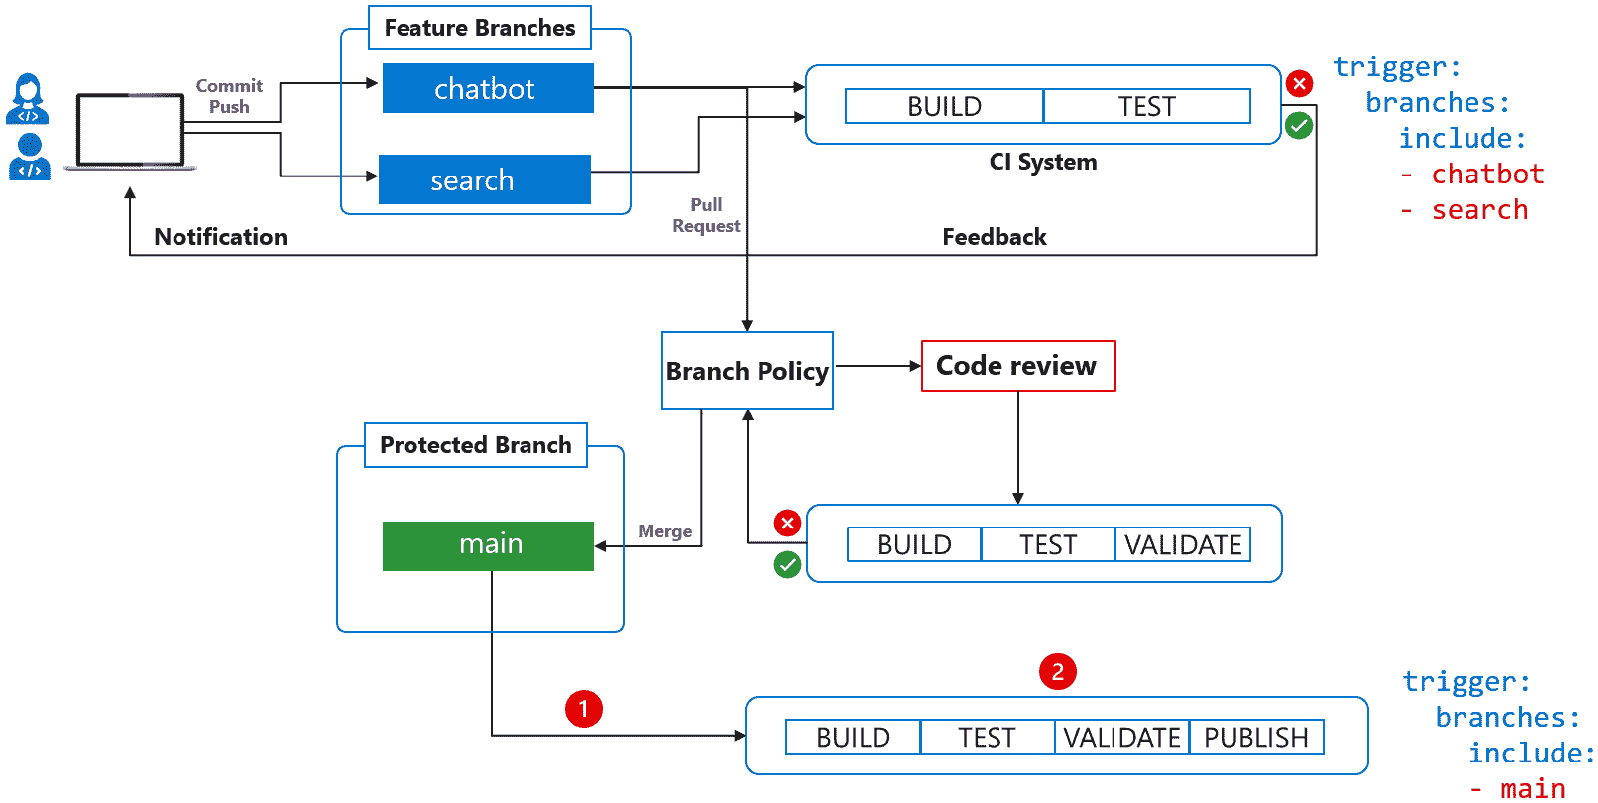 Feature Branches
Commit
Push
chatbot
search
BUILD
TEST
CI System
trigger:
branches:
include:
- chatbot
- search
Pull
Request
Notification
Feedback
Branch Policy
Code review
Protected Branch
main
Merge
BUILD
TEST
VALIDATE
1
2
BUILD
TEST
VALIDATE
PUBLISH
trigger:
branches:
include:
- main